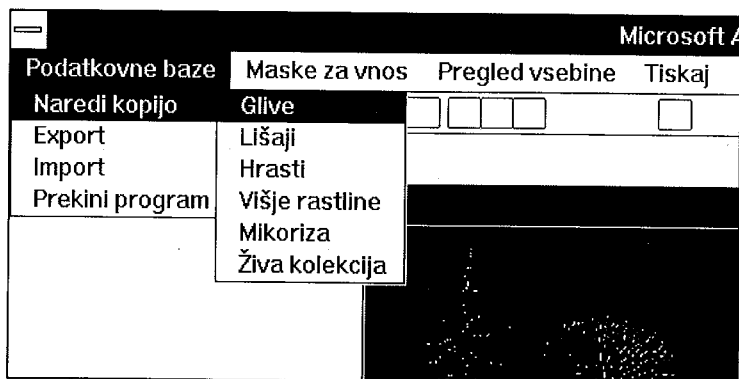 Microsoft A
Podatkovne baze Maske za vnos Pregled vsebine Tiskaj
Naredi kopijo Glive
Export Lišaji
Import Hrasti
Prekini program Višje rastline
Mikoriza
Živa kolekcija